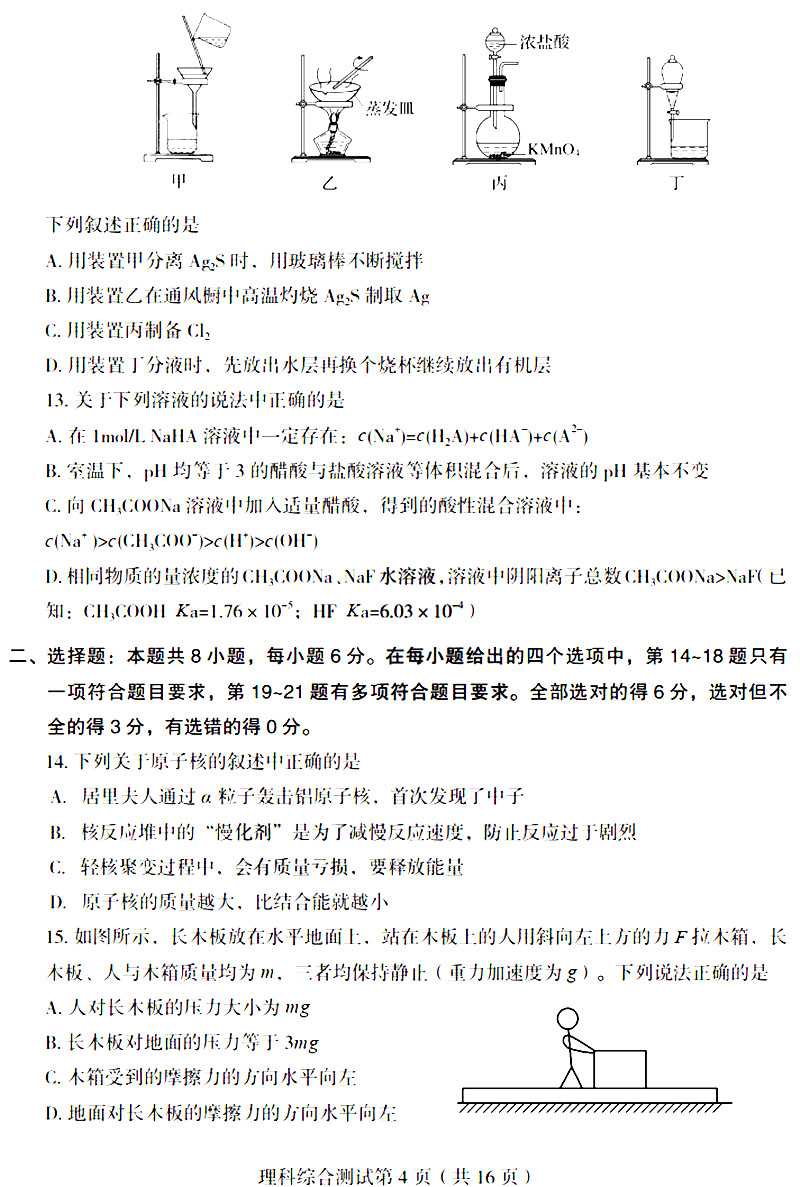 浓盐酸
蒸发皿
KMnO₄
甲 乙 丙 丁
下列叙述正确的是
A. 用装置甲分离 Ag₂S 时，用玻璃棒不断搅拌
B. 用装置乙在通风橱中高温灼烧 Ag₂S 制取 Ag
C. 用装置丙制备 Cl₂
D. 用装置丁分液时，先放出水层再换个烧杯继续放出有机层
13. 关于下列溶液的说法中正确的是
A. 在 1mol/L NaHA 溶液中一定存在：c(Na⁺)=c(H₂A)+c(HA⁻)+c(A²⁻)
B. 室温下，pH 均等于 3 的醋酸与盐酸溶液等体积混合后，溶液的 pH 基本不变
C. 向 CH₃COONa 溶液中加入适量醋酸，得到的酸性混合溶液中：
c(Na⁺ )>c(CH₃COO⁻)>c(H⁺)>c(OH⁻)
D. 相同物质的量浓度的 CH₃COONa、NaF 水溶液，溶液中阴阳离子总数 CH₃COONa>NaF（已
知：CH₃COOH Ka=1.76 × 10⁻⁵；HF Ka=6.03 × 10⁻⁴）
二、选择题：本题共 8 小题，每小题 6 分。在每小题给出的四个选项中，第 14~18 题只有
一项符合题目要求，第 19~21 题有多项符合题目要求。全部选对的得 6 分，选对但不
全的得 3 分，有选错的得 0 分。
14. 下列关于原子核的叙述中正确的是
A. 居里夫人通过 α 粒子轰击铝原子核，首次发现了中子
B. 核反应堆中的“慢化剂”是为了减慢反应速度，防止反应过于剧烈
C. 轻核聚变过程中，会有质量亏损，要释放能量
D. 原子核的质量越大，比结合能就越小
15. 如图所示，长木板放在水平地面上，站在木板上的人用斜向左上方的力 F 拉木箱，长
木板、人与木箱质量均为 m，三者均保持静止（重力加速度为 g）。下列说法正确的是
A. 人对长木板的压力大小为 mg
B. 长木板对地面的压力等于 3mg
C. 木箱受到的摩擦力的方向水平向左
D. 地面对长木板的摩擦力的方向水平向左
理科综合测试第 4 页（共 16 页）